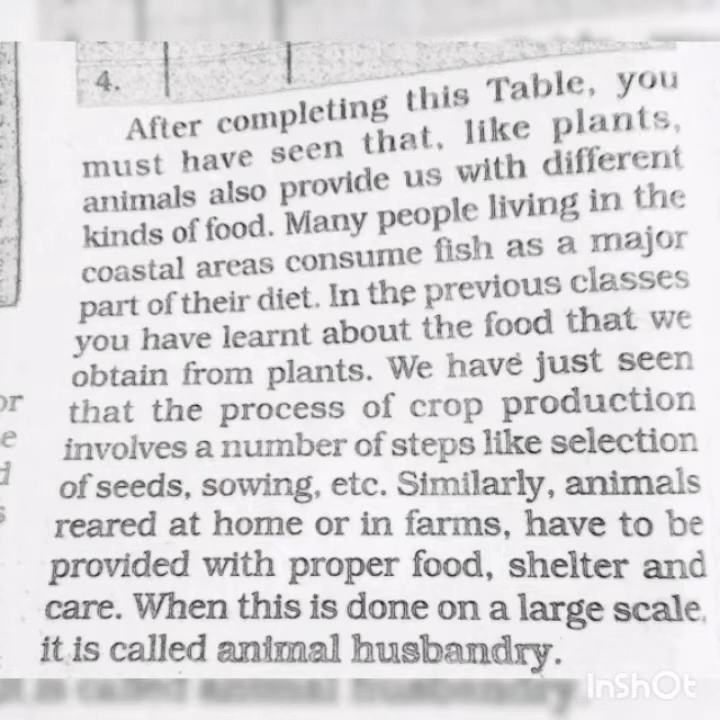 4.
After completing this Table, you
must have seen that, like plants,
animals also provide us with different
kinds of food. Many people living in the
coastal areas consume fish as a major
part of their diet. In the previous classes
you have learnt about the food that we
obtain from plants. We have just seen
that the process of crop production
involves a number of steps like selection
of seeds, sowing, etc. Similarly, animals
reared at home or in farms, have to be
provided with proper food, shelter and
care. When this is done on a large scale,
it is called animal husbandry.
InShOt